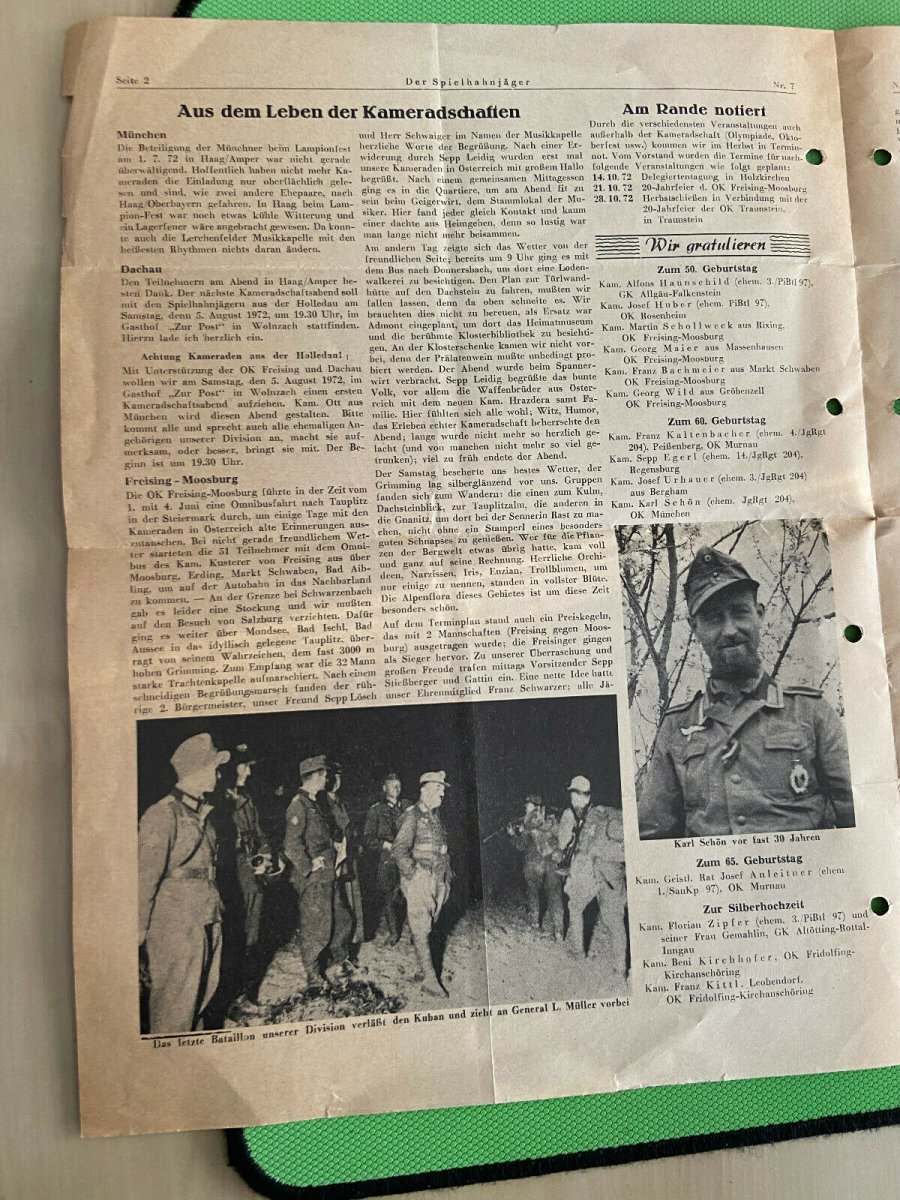 Seite 2
Der Spielhahnjäger
Nr. 7
Aus dem Leben der Kameradschaften
München
Die Beteiligung der Münchner beim Lampionfest
am 1. 7. 72 in Haag/Amper war nicht gerade
überwältigend. Hoffentlich haben nicht mehr Ka-
meraden die Einladung nur oberflächlich gele-
sen und sind, wie zwei andere Ehepaare, nach
Haag/Oberbayern gefahren. In Haag beim Lam-
pion-Fest war noch etwas kühle Witterung und
ein Lagerfeuer wäre angebracht gewesen. Da konn-
te auch die Lerchenfelder Musikkapelle mit den
heißesten Rhythmen nichts daran ändern.
Dachau
Den Teilnehmern am Abend in Haag/Amper be-
sten Dank. Der nächste Kameradschaftsabend soll
mit den Spielhahnjägern aus der Holledau am
Samstag, denn 5. August 1972, um 19.30 Uhr, im
Gasthof „Zur Post“ in Wolnzach stattfinden.
Hierzu lade ich herzlich ein.
Achtung Kameraden aus der Holledau!
Mit Unterstützung der OK Freising und Dachau
wollen wir am Samstag, den 5. August 1972, im
Gasthof „Zur Post“ in Wolnzach einen ersten
Kameradschaftsabend aufziehen. Kam. Ott aus
München wird diesen Abend gestalten. Bitte
kommt alle und sprecht auch alle ehemaligen An-
gehörigen unserer Division an, macht sie auf-
merksam, oder besser, bringt sie mit. Der Be-
ginn ist um 19.30 Uhr.
Freising - Moosburg
Die OK Freising-Moosburg führte in der Zeit vom
1. mit 4. Juni eine Omnibusfahrt nach Tauplitz
in der Steiermark durch, um einige Tage mit den
Kameraden in Österreich alte Erinnerungen aus-
zutauschen. Bei nicht gerade freundlichem Wet-
ter starteten die 51 Teilnehmer mit dem Omni-
bus des Kam. Kusterer von Freising aus über
Moosburg, Erding, Markt Schwaben, Bad Aib-
ling, um auf der Autobahn in das Nachbarland
zu kommen. — An der Grenze bei Schwarzenbach
gab es leider eine Stockung und wir mußten
auf den Besuch von Salzburg verzichten. Dafür
ging es weiter über Mondsee, Bad Ischl, Bad
Aussee in das idyllisch gelegene Tauplitz, über-
ragt von seinem Wahrzeichen, dem fast 3000 m
hohen Grimming. Zum Empfang war die 32 Mann
starke Trachtenkapelle aufmarschiert. Nach einem
schneidigen Begrüßungsmarsch fanden der rüh-
rige 2. Bürgermeister, unser Freund Sepp Lösch
und Herr Schwaiger im Namen der Musikkapelle
herzliche Worte der Begrüßung. Nach einer Er-
widerung durch Sepp Leidig wurden erst mal
unsere Kameraden in Österreich mit großem Hallo
begrüßt. Nach einem gemeinsamen Mittagessen
ging es in die Quartiere, um am Abend fit zu
sein beim Geigerwirt, dem Stammlokal der Mu-
siker. Hier fand jeder gleich Kontakt und kaum
einer dachte ans Heimgehen, denn so lustig war
man lange nicht mehr beisammen.
Am andern Tag zeigte sich das Wetter von der
freundlichen Seite; bereits um 9 Uhr ging es mit
dem Bus nach Donnersbach, um dort eine Loden-
walkerei zu besichtigen. Den Plan zur Türlwand-
hütte auf den Dachstein zu fahren, mußten wir
fallen lassen, denn da oben schneite es. Wir
brauchten dies nicht zu bereuen, als Ersatz war
Admont eingeplant, um dort das Heimatmuseum
und die berühmte Klosterbibliothek zu besichti-
gen. An der Klosterschenke kamen wir nicht vor-
bei, denn der Prälatenwein mußte unbedingt pro-
biert werden. Der Abend wurde beim Spanner-
wirt verbracht. Sepp Leidig begrüßte das bunte
Volk, vor allem die Waffenbrüder aus Öster-
reich mit dem neuen Kam. Hrazdera samt Fa-
milie. Hier fühlten sich alle wohl; Witz, Humor,
das Erleben echter Kameradschaft beherrschten den
Abend; lange wurde nicht mehr so herzlich ge-
lacht (und von manchen nicht mehr so viel ge-
trunken); viel zu früh endete der Abend.
Der Samstag bescherte uns bestes Wetter, der
Grimming lag silberglänzend vor uns. Gruppen
fanden sich zum Wandern: die einen zum Kulm,
Dachsteinblick, zur Tauplitzalm, die anderen in
die Gnanitz, um dort bei der Sennerin Rast zu ma-
chen, nicht ohne ein Stamperl eines besonders
guten Schnapses zu genießen. Wer für die Pflan-
zen der Bergwelt etwas übrig hatte, kam voll
und ganz auf seine Rechnung. Herrliche Orchi-
deen, Narzissen, Iris, Enzian, Trollblumen, um
nur einige zu nennen, standen in vollster Blüte.
Die Alpenflora dieses Gebietes ist um diese Zeit
besonders schön.
Auf dem Terminplan stand auch ein Preiskegeln,
das mit 2 Mannschaften (Freising gegen Moos-
burg) ausgetragen wurde; die Freisinger gingen
als Sieger hervor. Zu unserer Überraschung und
großen Freude trafen mittags Vorsitzender Sepp
Stießberger und Gattin ein. Eine nette Idee hatte
unser Ehrenmitglied Franz Schwarzer; alle Jä-
Das letzte Bataillon unserer Division verläßt den Kuban und zieht an General L. Müller vorbei
Am Rande notiert
Durch die verschiedensten Veranstaltungen auch
außerhalb der Kameradschaft (Olympiade, Okto-
berfest usw.) kommen wir im Herbst in Termin-
not. Vom Vorstand wurden die Termine für nach-
folgende Veranstaltungen wie folgt geplant:
14. 10. 72 Delegiertentagung in Holzkirchen
21. 10. 72 20-Jahrfeier d. OK Freising-Moosburg
28. 10. 72 Herbstschießen in Verbindung mit der
20-Jahrfeier der OK Traunstein.
in Traunstein
Wir gratulieren
Zum 50. Geburtstag
Kam. Alfons Haunschild (ehem. 3./PiBtl 97),
GK Allgäu-Falkenstein
Kam. Josef Huber (ehem. PiBtl 97),
OK Rosenheim
Kam. Martin Schollweck aus Rixing,
OK Freising-Moosburg
Kam. Georg Maier aus Massenhausen
OK Freising-Moosburg
Kam. Franz Bachmeier aus Markt Schwaben
OK Freising-Moosburg
Kam. Georg Wild aus Gröbenzell
OK Freising-Moosburg
Zum 60. Geburtstag
Kam. Franz Kaltenbacher (ehem. 4./JgRgt
204), Peißenberg, OK Murnau
Kam. Sepp Egerl (ehem. 14./JgRgt 204),
Regensburg
Kam. Josef Urhauer (ehem. 3./JgRgt 204)
aus Bergham
Kam. Karl Schön (ehem. JgRgt 204),
OK München
Karl Schön vor fast 30 Jahren
Zum 65. Geburtstag
Kam. Geistl. Rat Josef Anleitner (ehem.
1./SanKp 97), OK Murnau
Zur Silberhochzeit
Kam. Florian Zipfer (ehem. 3./PiBtl 97) und
seiner Frau Gemahlin, GK Altötting-Rottal-
Inngau
Kam. Beni Kirchhofer, OK Fridolfing-
Kirchanschöring
Kam. Franz Kittl, Leobendorf,
OK Fridolfing-Kirchanschöring